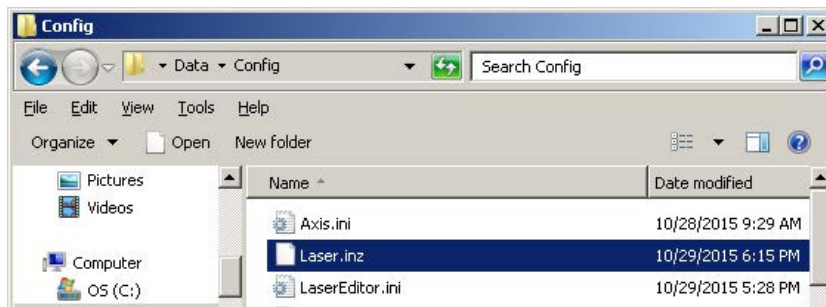 Config
Data Config
Search Config
File Edit View Tools Help
Organize Open New folder
Pictures
Videos
Computer
OS (C:)
Name Date modified
Axis.ini 10/28/2015 9:29 AM
Laser.inz 10/29/2015 6:15 PM
LaserEditor.ini 10/29/2015 5:28 PM